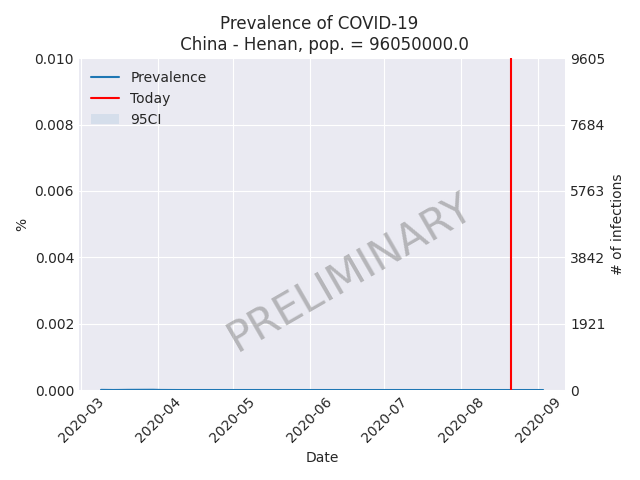 Prevalence of COVID-19
China - Henan, pop. = 96050000.0
Prevalence
Today
95CI
PRELIMINARY
%
0.010
0.008
0.006
0.004
0.002
0.000
9605
7684
5763
3842
1921
0
# of infections
2020-03
2020-04
2020-05
2020-06
2020-07
2020-08
2020-09
Date